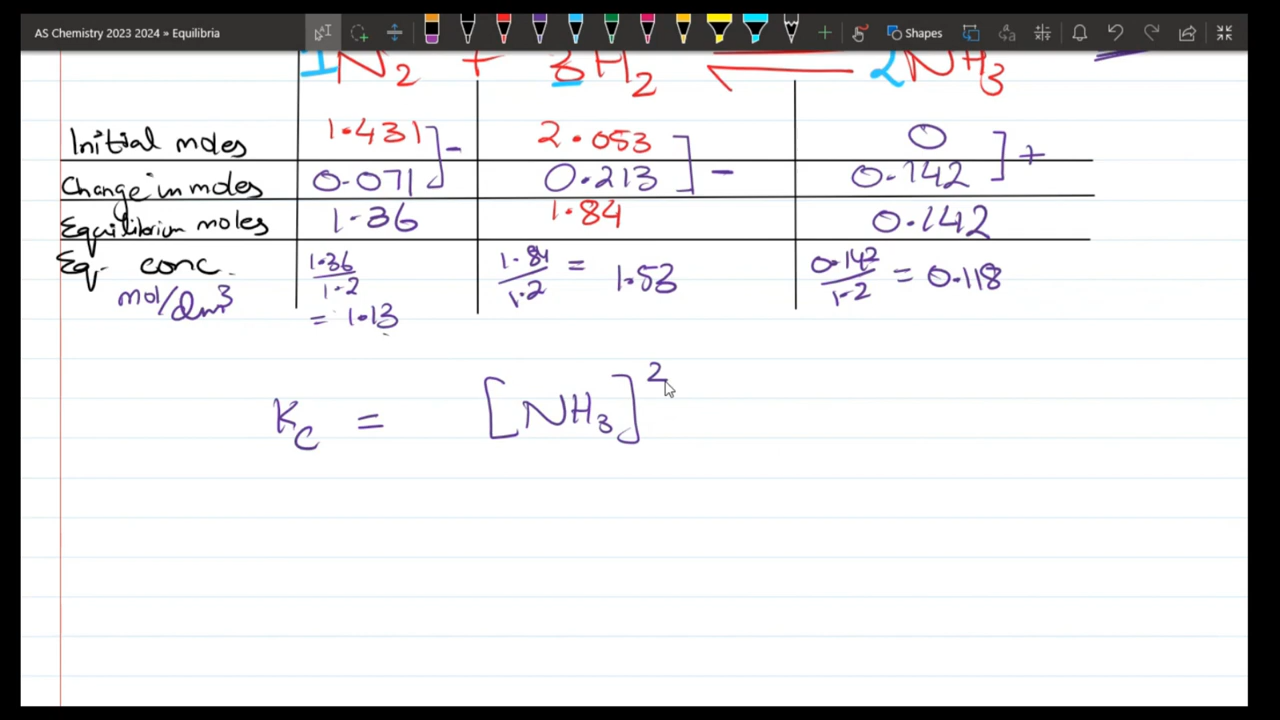 AS Chemistry 2023 2024 » Equilibria Shapes
1N2 + 3H2 2NH3
Initial moles 1.431 - 2.053 - 0 +
Change in moles 0.071 0.213 0.142
Equilibrium moles 1.36 1.84 0.142
Eq. conc. mol/dm3 1.36/1.2 = 1.13 1.84/1.2 = 1.53 0.142/1.2 = 0.118
Kc = [NH3]2